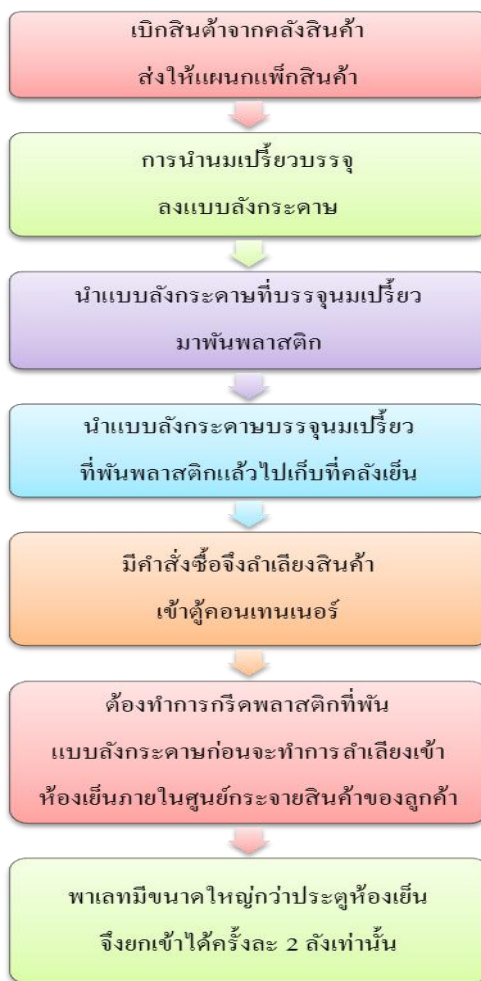 เบิกสินค้าจากคลังสินค้า
ส่งให้แผนกแพ็กสินค้า
การนำนมเปรี้ยวบรรจุ
ลงแบบลังกระดาษ
นำแบบลังกระดาษที่บรรจุนมเปรี้ยว
มาพันพลาสติก
นำแบบลังกระดาษบรรจุนมเปรี้ยว
ที่พันพลาสติกแล้วไปเก็บที่คลังเย็น
มีคำสั่งซื้อจึงลำเลียงสินค้า
เข้าตู้คอนเทนเนอร์
ต้องทำการกรีดพลาสติกที่พัน
แบบลังกระดาษก่อนจะทำการลำเลียงเข้า
ห้องเย็นภายในศูนย์กระจายสินค้าของลูกค้า
พาเลทมีขนาดใหญ่กว่าประตูห้องเย็น
จึงยกเข้าได้ครั้งละ 2 ลังเท่านั้น